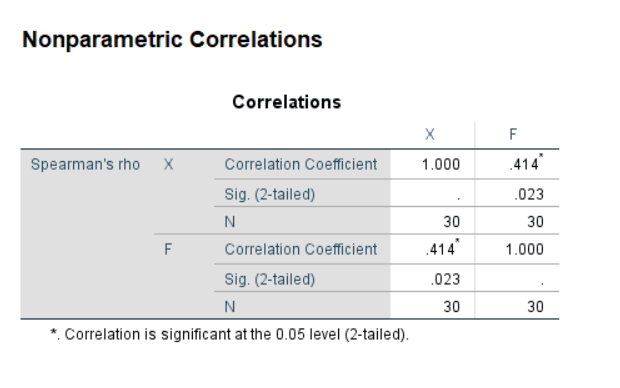 Nonparametric Correlations
Correlations
X F
Spearman's rho X Correlation Coefficient 1.000 .414*
Sig. (2-tailed) . .023
N 30 30
F Correlation Coefficient .414* 1.000
Sig. (2-tailed) .023 .
N 30 30
*. Correlation is significant at the 0.05 level (2-tailed).